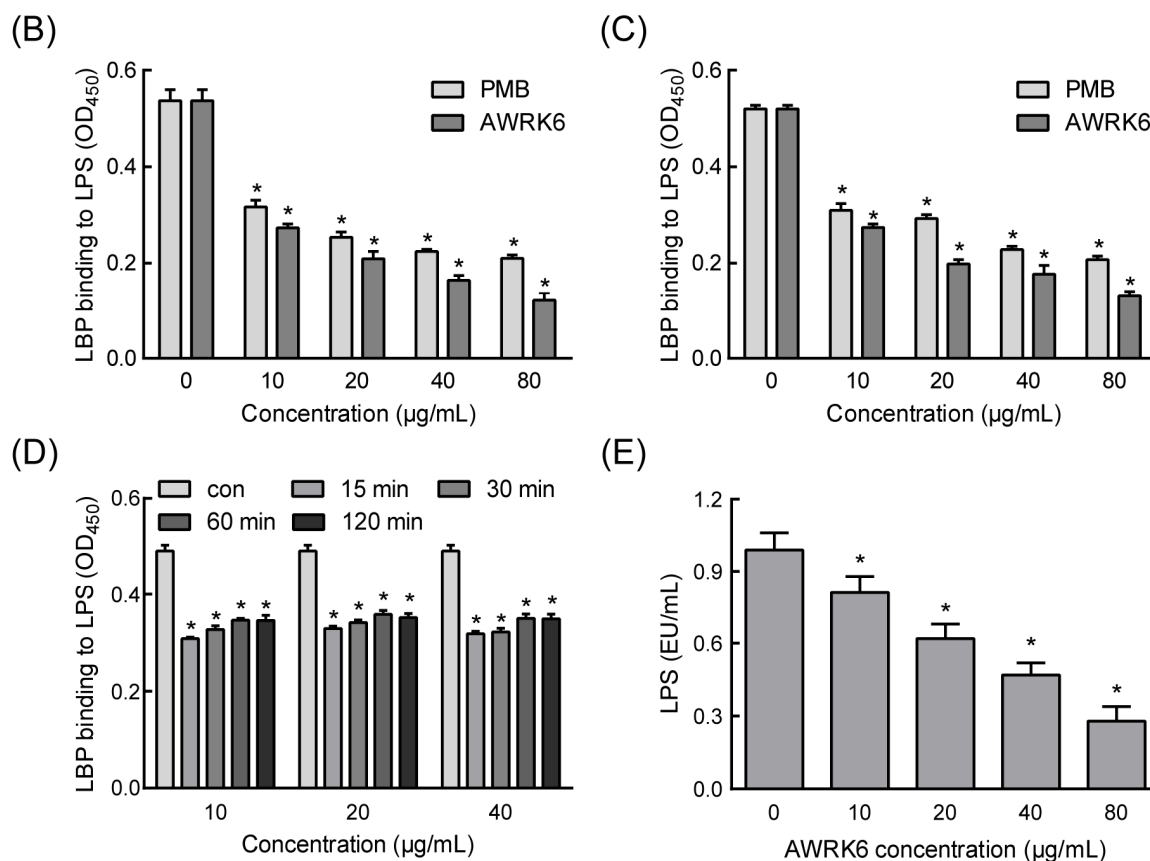 (B)
LBP binding to LPS (OD450)
0.6
0.4
0.2
0.0
PMB
AWRK6
* * * * * * * *
0 10 20 40 80
Concentration (µg/mL)
(C)
LBP binding to LPS (OD450)
0.6
0.4
0.2
0.0
PMB
AWRK6
* * * * * * * *
0 10 20 40 80
Concentration (µg/mL)
(D)
LBP binding to LPS (OD450)
0.6
0.4
0.2
0.0
con 15 min 30 min
60 min 120 min
* * * * * * * * * * * *
10 20 40
Concentration (µg/mL)
(E)
LPS (EU/mL)
1.2
0.9
0.6
0.3
0.0
* * * *
0 10 20 40 80
AWRK6 concentration (µg/mL)